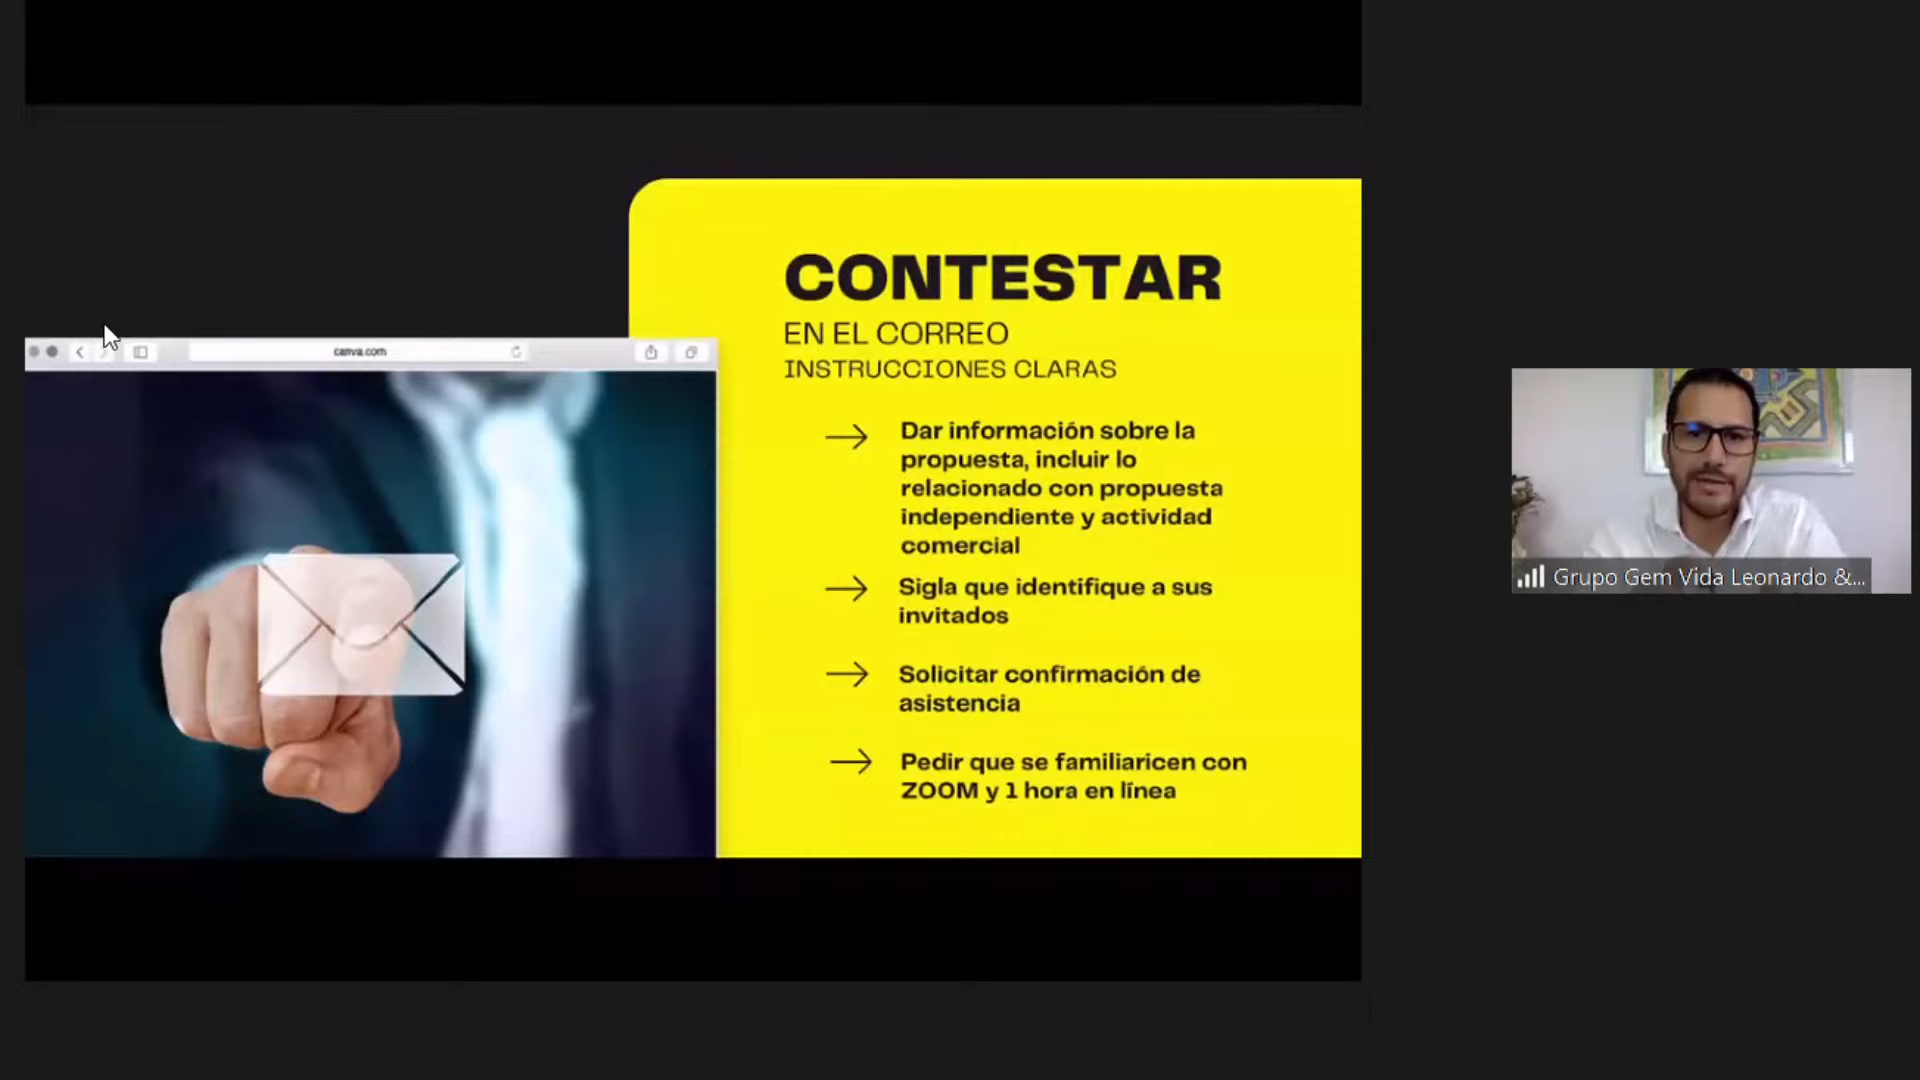 CONTESTAR
EN EL CORREO
INSTRUCCIONES CLARAS
canva.com
Dar información sobre la
propuesta, incluir lo
relacionado con propuesta
independiente y actividad
comercial
Sigla que identifique a sus
invitados
Solicitar confirmación de
asistencia
Pedir que se familiaricen con
ZOOM y 1 hora en línea
Grupo Gem Vida Leonardo &...